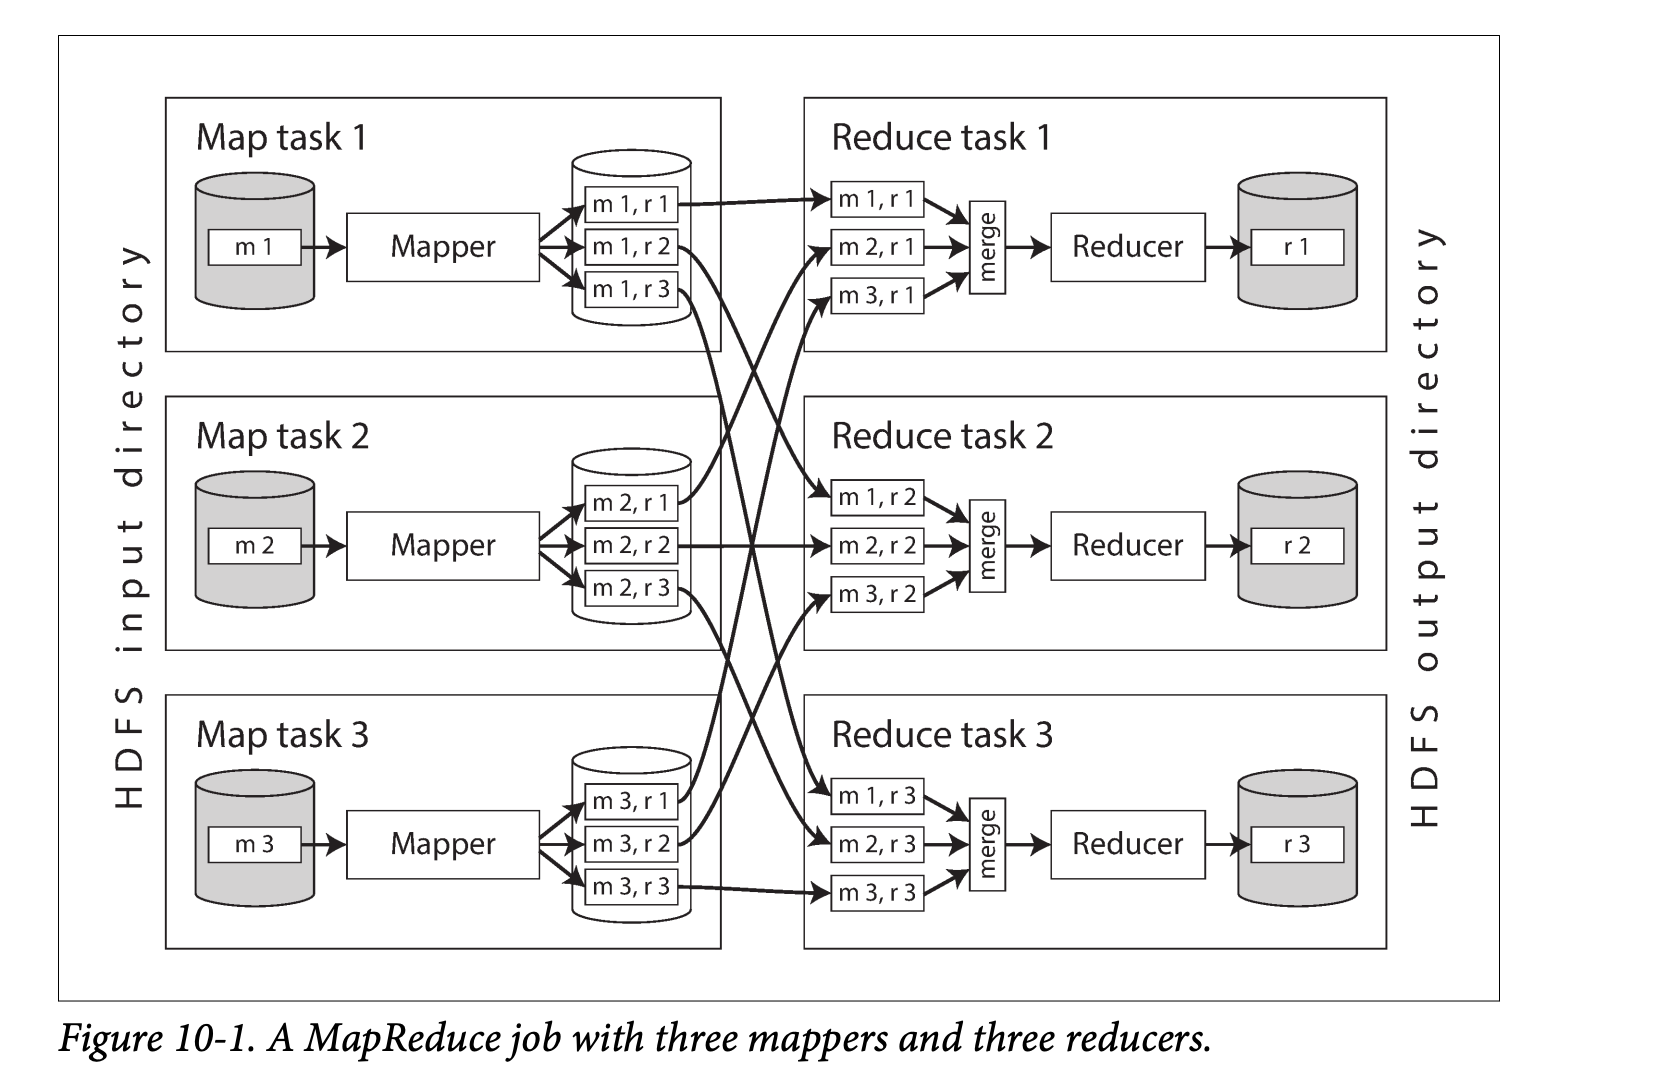 HDFS input directory
Map task 1
m 1
Mapper
m 1, r 1
m 1, r 2
m 1, r 3
Map task 2
m 2
Mapper
m 2, r 1
m 2, r 2
m 2, r 3
Map task 3
m 3
Mapper
m 3, r 1
m 3, r 2
m 3, r 3
Reduce task 1
m 1, r 1
m 2, r 1
m 3, r 1
merge
Reducer
r 1
Reduce task 2
m 1, r 2
m 2, r 2
m 3, r 2
merge
Reducer
r 2
Reduce task 3
m 1, r 3
m 2, r 3
m 3, r 3
merge
Reducer
r 3
HDFS output directory
Figure 10-1. A MapReduce job with three mappers and three reducers.